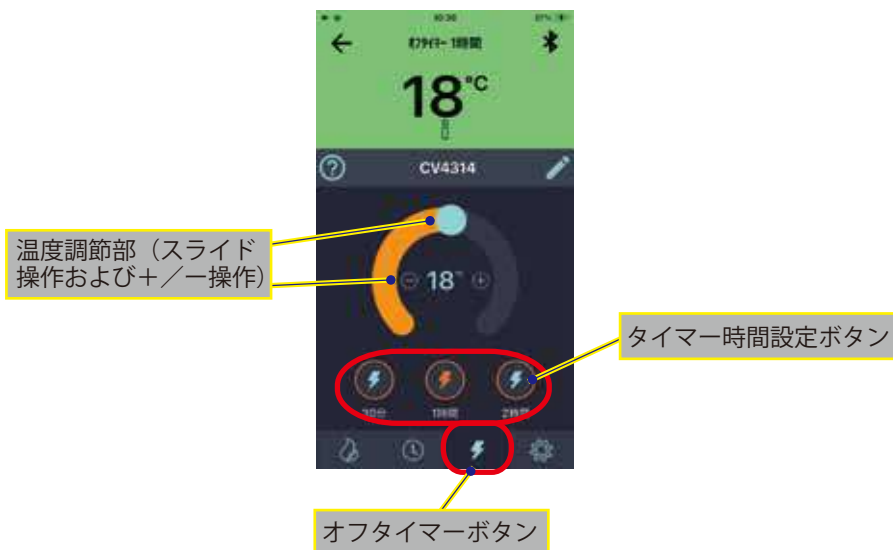 10:30
ｵﾌﾀｲﾏｰ 1時間
18°C
CV4314
温度調節部（スライド
操作および＋／ー操作）
18°
タイマー時間設定ボタン
30分
1時間
2時間
オフタイマーボタン